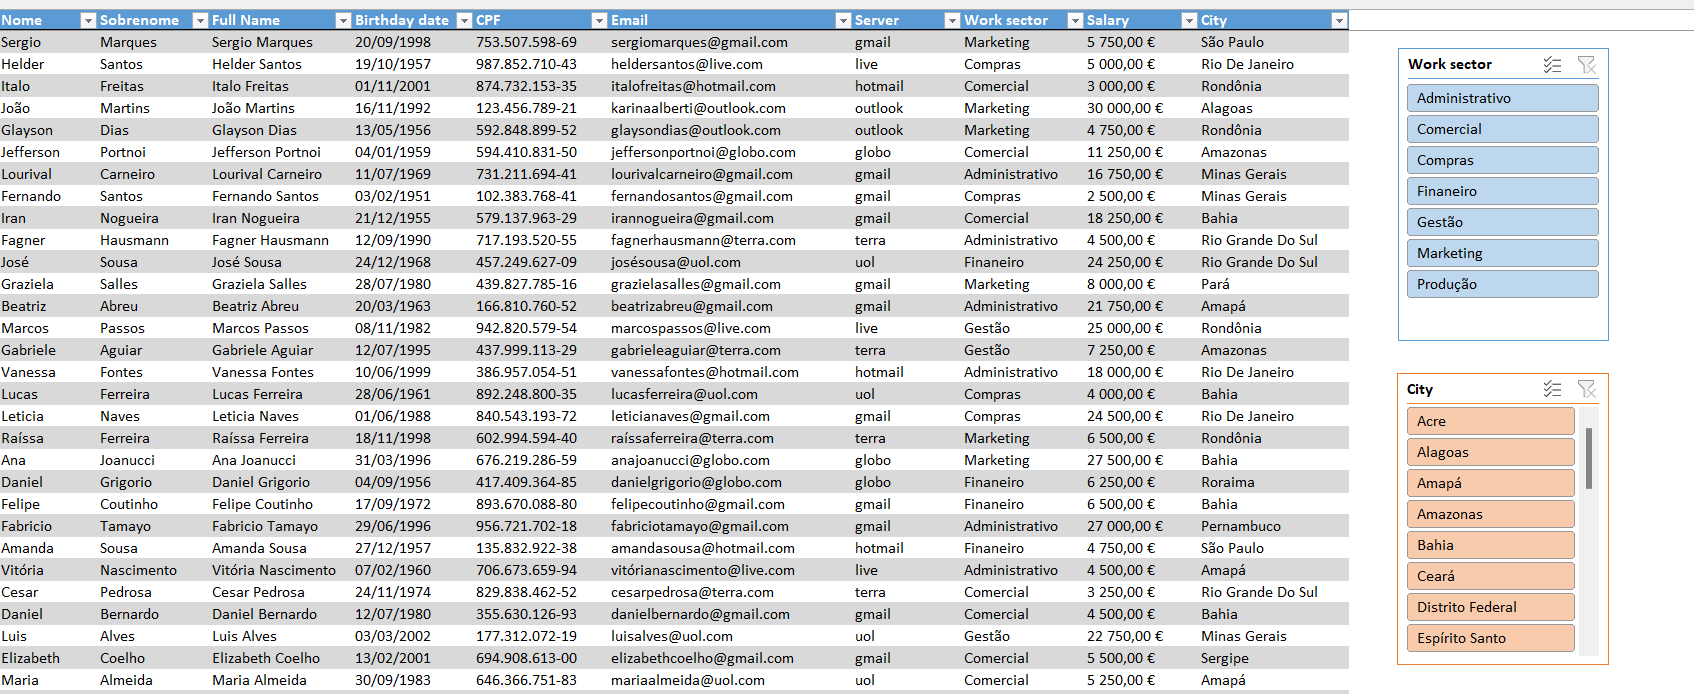 Nome Sobrenome Full Name Birthday date CPF Email Server Work sector Salary City
Sergio Marques Sergio Marques 20/09/1998 753.507.598-69 sergiomarques@gmail.com gmail Marketing 5 750,00 € São Paulo
Helder Santos Helder Santos 19/10/1957 987.852.710-43 heldersantos@live.com live Compras 5 000,00 € Rio De Janeiro
Italo Freitas Italo Freitas 01/11/2001 874.732.153-35 italofreitas@hotmail.com hotmail Comercial 3 000,00 € Rondônia
João Martins João Martins 16/11/1992 123.456.789-21 karinaalberti@outlook.com outlook Marketing 30 000,00 € Alagoas
Glayson Dias Glayson Dias 13/05/1956 592.848.899-52 glaysondias@outlook.com outlook Marketing 4 750,00 € Rondônia
Jefferson Portnoi Jefferson Portnoi 04/01/1959 594.410.831-50 jeffersonportnoi@globo.com globo Comercial 11 250,00 € Amazonas
Lourival Carneiro Lourival Carneiro 11/07/1969 731.211.694-41 lourivalcarneiro@gmail.com gmail Administrativo 16 750,00 € Minas Gerais
Fernando Santos Fernando Santos 03/02/1951 102.383.768-41 fernandosantos@gmail.com gmail Compras 2 500,00 € Minas Gerais
Iran Nogueira Iran Nogueira 21/12/1955 579.137.963-29 irannogueira@gmail.com gmail Comercial 18 250,00 € Bahia
Fagner Hausmann Fagner Hausmann 12/09/1990 717.193.520-55 fagnerhausmann@terra.com terra Administrativo 4 500,00 € Rio Grande Do Sul
José Sousa José Sousa 24/12/1968 457.249.627-09 josésousa@uol.com uol Finaneiro 24 250,00 € Rio Grande Do Sul
Graziela Salles Graziela Salles 28/07/1980 439.827.785-16 grazielasalles@gmail.com gmail Marketing 8 000,00 € Pará
Beatriz Abreu Beatriz Abreu 20/03/1963 166.810.760-52 beatrizabreu@gmail.com gmail Administrativo 21 750,00 € Amapá
Marcos Passos Marcos Passos 08/11/1982 942.820.579-54 marcospassos@live.com live Gestão 25 000,00 € Rondônia
Gabriele Aguiar Gabriele Aguiar 12/07/1995 437.999.113-29 gabrieleaguiar@terra.com terra Gestão 7 250,00 € Amazonas
Vanessa Fontes Vanessa Fontes 10/06/1999 386.957.054-51 vanessafontes@hotmail.com hotmail Administrativo 18 000,00 € Rio De Janeiro
Lucas Ferreira Lucas Ferreira 28/06/1961 892.248.800-35 lucasferreira@uol.com uol Compras 4 000,00 € Bahia
Leticia Naves Leticia Naves 01/06/1988 840.543.193-72 leticianaves@gmail.com gmail Compras 24 500,00 € Rio De Janeiro
Raíssa Ferreira Raíssa Ferreira 18/11/1998 602.994.594-40 raíssaferreira@terra.com terra Marketing 6 500,00 € Rondônia
Ana Joanucci Ana Joanucci 31/03/1996 676.219.286-59 anajoanucci@globo.com globo Marketing 27 500,00 € Bahia
Daniel Grigorio Daniel Grigorio 04/09/1956 417.409.364-85 danielgrigorio@globo.com globo Finaneiro 6 250,00 € Roraima
Felipe Coutinho Felipe Coutinho 17/09/1972 893.670.088-80 felipecoutinho@gmail.com gmail Finaneiro 6 500,00 € Bahia
Fabricio Tamayo Fabricio Tamayo 29/06/1996 956.721.702-18 fabriciotamayo@gmail.com gmail Administrativo 27 000,00 € Pernambuco
Amanda Sousa Amanda Sousa 27/12/1957 135.832.922-38 amandasousa@hotmail.com hotmail Finaneiro 4 750,00 € São Paulo
Vitória Nascimento Vitória Nascimento 07/02/1960 706.673.659-94 vitórianascimento@live.com live Administrativo 4 500,00 € Amapá
Cesar Pedrosa Cesar Pedrosa 24/11/1974 829.838.462-52 cesarpedrosa@terra.com terra Comercial 3 250,00 € Rio Grande Do Sul
Daniel Bernardo Daniel Bernardo 12/07/1980 355.630.126-93 danielbernardo@gmail.com gmail Comercial 4 500,00 € Bahia
Luis Alves Luis Alves 03/03/2002 177.312.072-19 luisalves@uol.com uol Gestão 22 750,00 € Minas Gerais
Elizabeth Coelho Elizabeth Coelho 13/02/2001 694.908.613-00 elizabethcoelho@gmail.com gmail Comercial 5 500,00 € Sergipe
Maria Almeida Maria Almeida 30/09/1983 646.366.751-83 mariaalmeida@uol.com uol Comercial 5 250,00 € Amapá
Work sector
Administrativo
Comercial
Compras
Finaneiro
Gestão
Marketing
Produção
City
Acre
Alagoas
Amapá
Amazonas
Bahia
Ceará
Distrito Federal
Espírito Santo